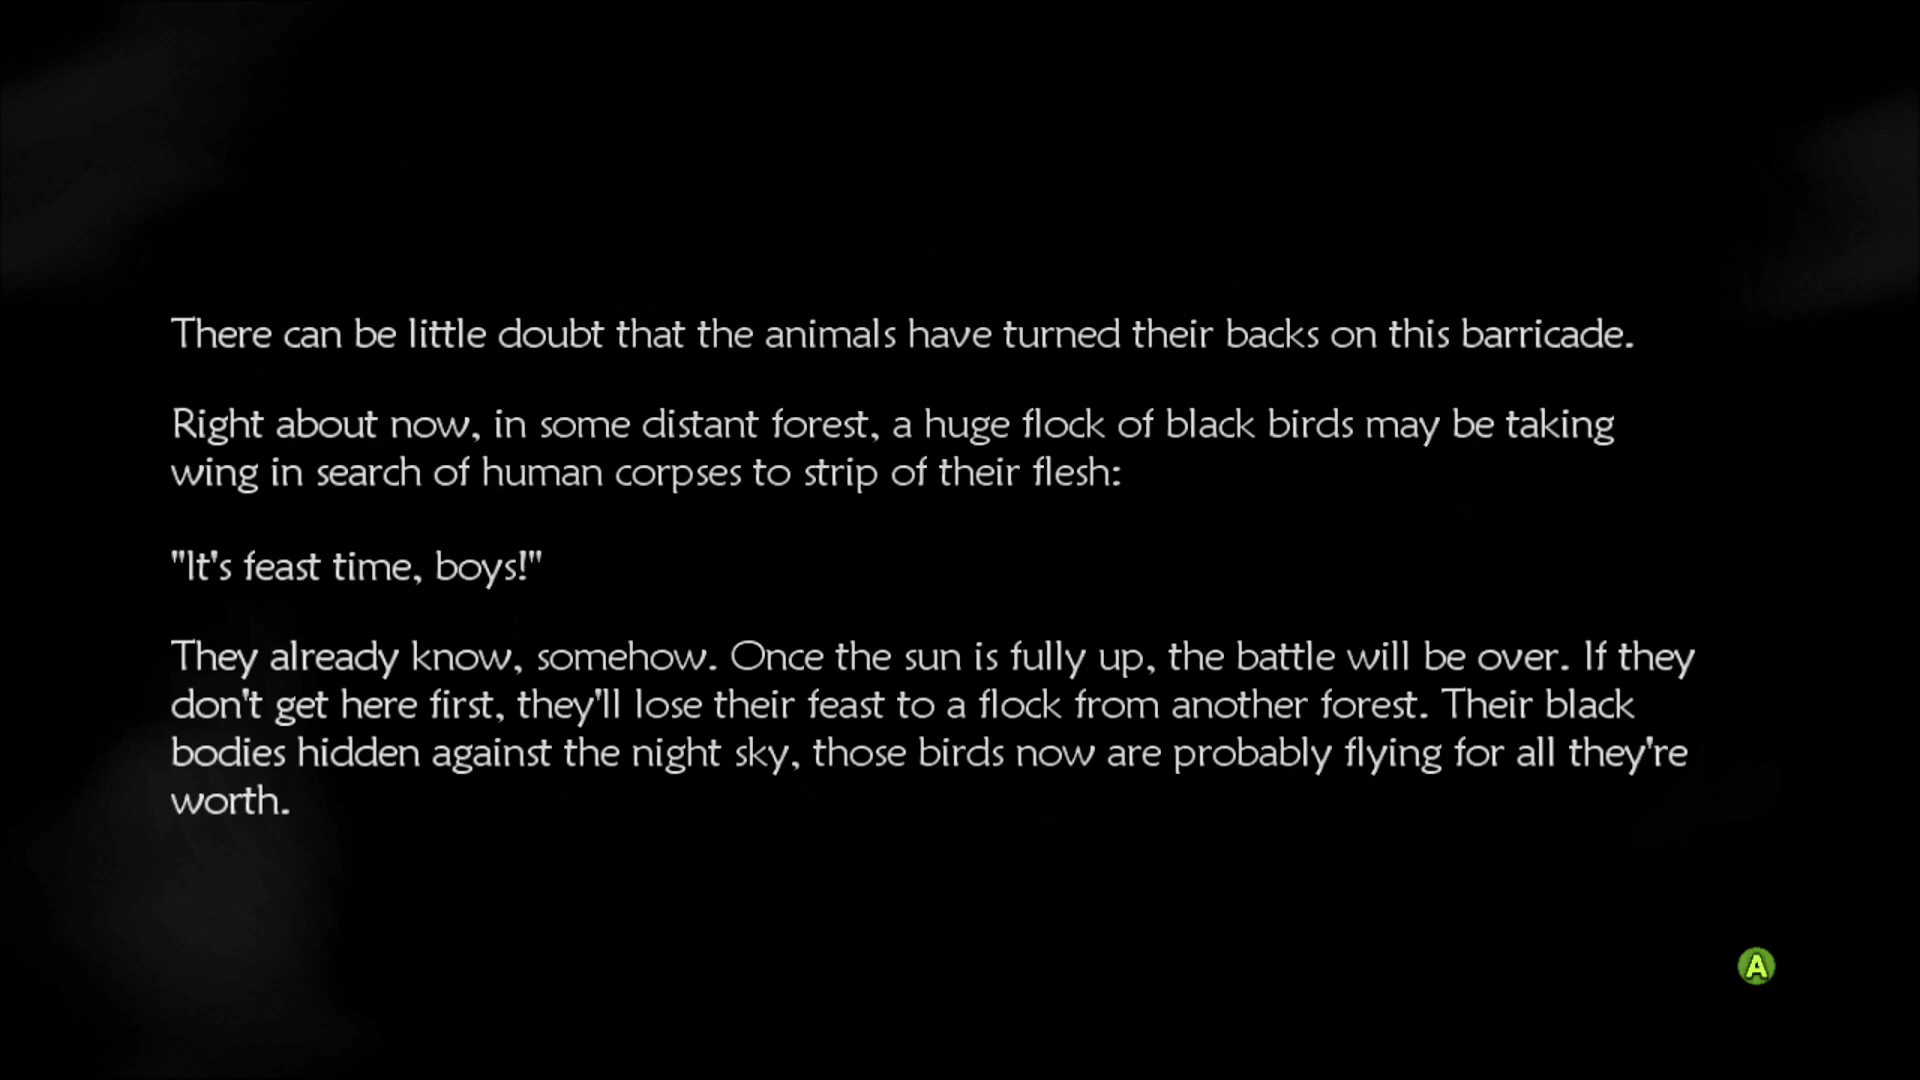 There can be little doubt that the animals have turned their backs on this barricade.
Right about now, in some distant forest, a huge flock of black birds may be taking
wing in search of human corpses to strip of their flesh:
"It's feast time, boys!"
They already know, somehow. Once the sun is fully up, the battle will be over. If they
don't get here first, they'll lose their feast to a flock from another forest. Their black
bodies hidden against the night sky, those birds now are probably flying for all they're
worth.
A